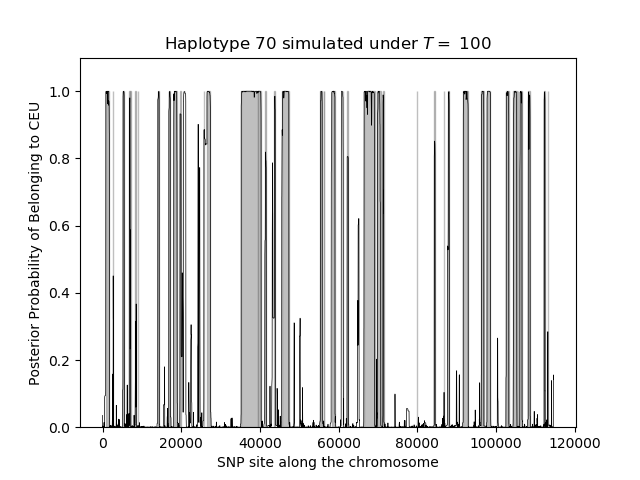 Haplotype 70 simulated under T = 100
Posterior Probability of Belonging to CEU
1.0
0.8
0.6
0.4
0.2
0.0
0 20000 40000 60000 80000 100000 120000
SNP site along the chromosome